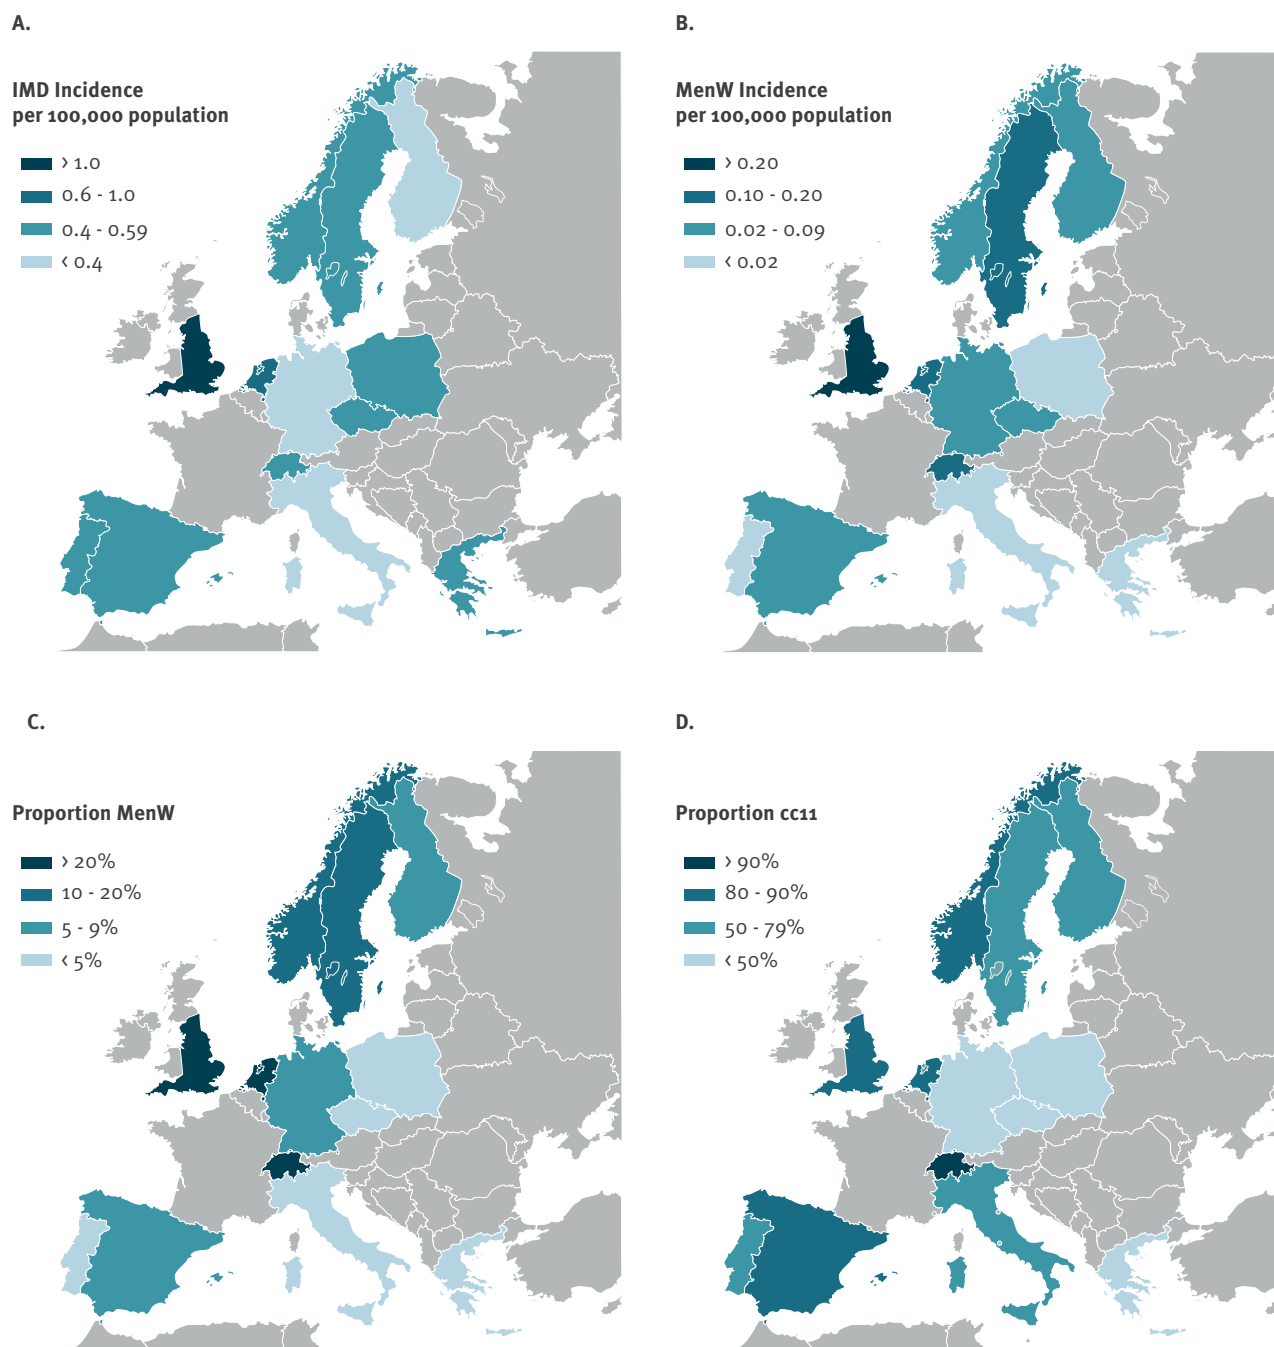 A.
IMD Incidence
per 100,000 population
> 1.0
0.6 - 1.0
0.4 - 0.59
< 0.4
B.
MenW Incidence
per 100,000 population
> 0.20
0.10 - 0.20
0.02 - 0.09
< 0.02
C.
Proportion MenW
> 20%
10 - 20%
5 - 9%
< 5%
D.
Proportion cc11
> 90%
80 - 90%
50 - 79%
< 50%